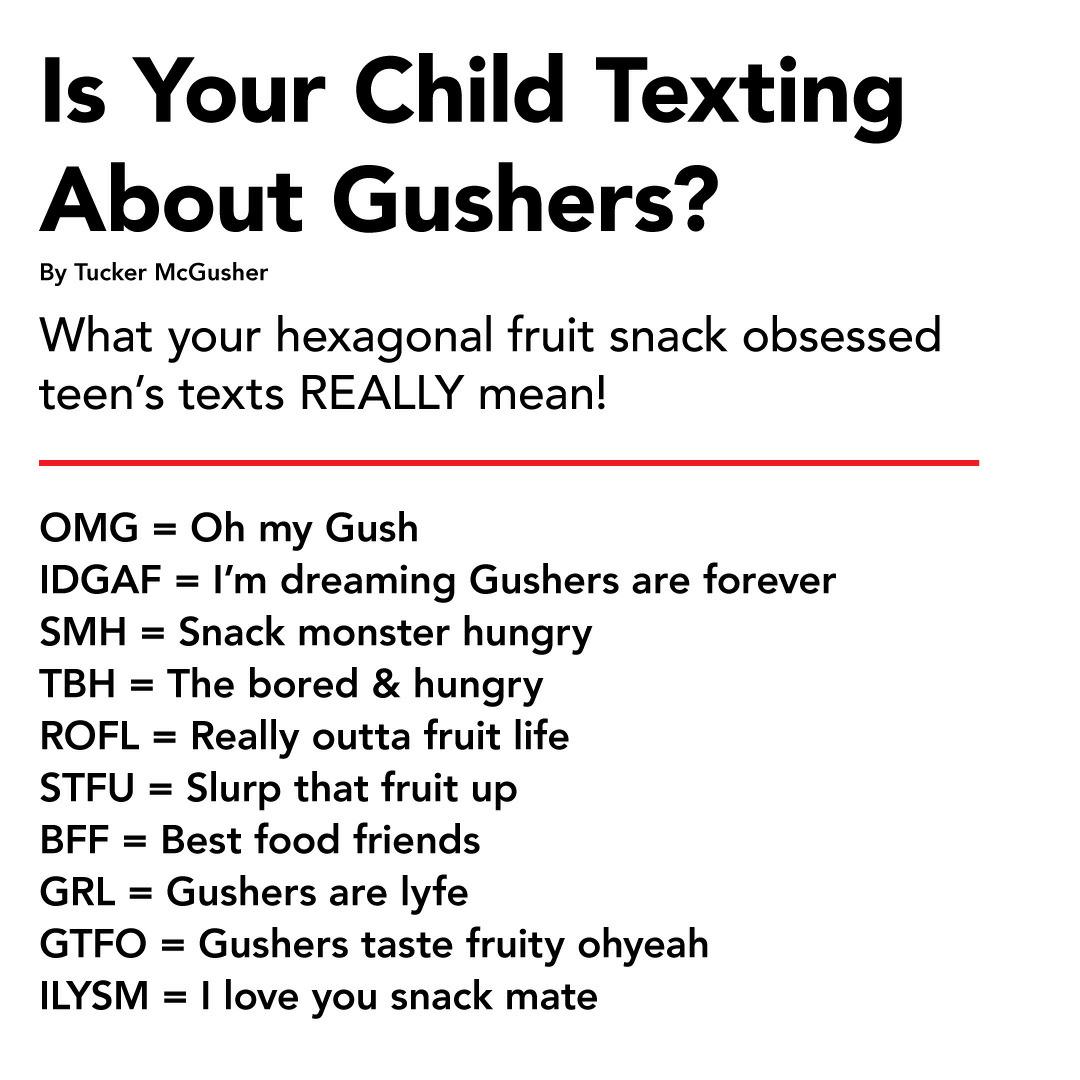 Is Your Child Texting
About Gushers?
By Tucker McGusher
What your hexagonal fruit snack obsessed
teen’s texts REALLY mean!
OMG = Oh my Gush
IDGAF = I’m dreaming Gushers are forever
SMH = Snack monster hungry
TBH = The bored & hungry
ROFL = Really outta fruit life
STFU = Slurp that fruit up
BFF = Best food friends
GRL = Gushers are lyfe
GTFO = Gushers taste fruity ohyeah
ILYSM = I love you snack mate